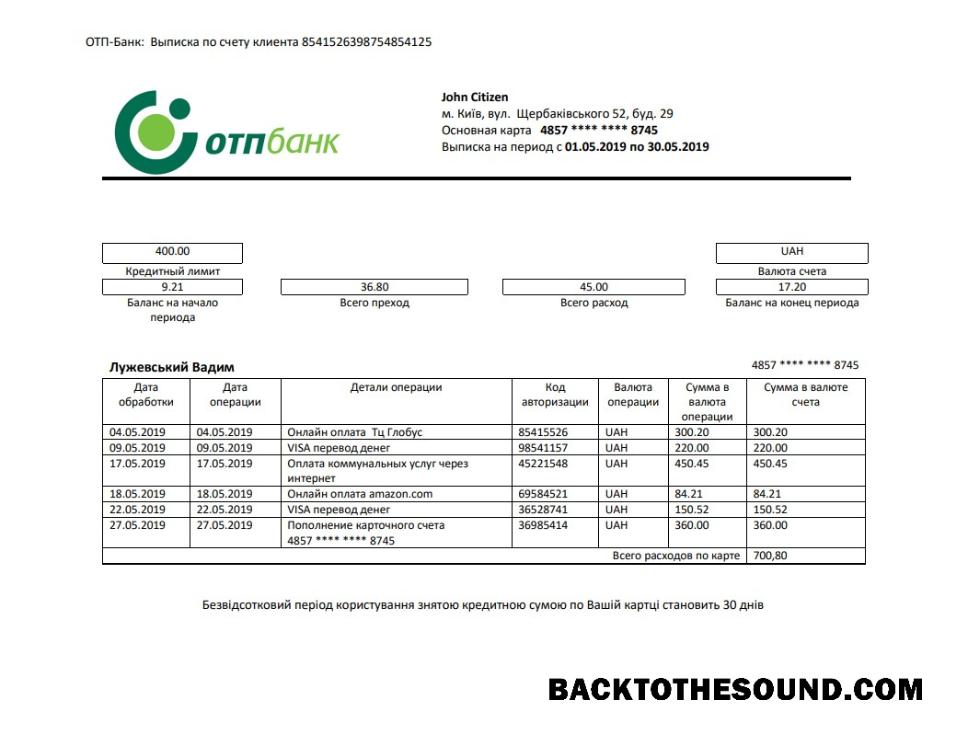 ОТП-Банк: Выписка по счету клиента 8541526398754854125
John Citizen
м. Київ, вул. Щербаківського 52, буд. 29
Основная карта 4857 **** **** 8745
Выписка на период с 01.05.2019 по 30.05.2019
отпбанк
400.00 UAH
Кредитный лимит Валюта счета
9.21 36.80 45.00 17.20
Баланс на начало Всего преход Всего расход Баланс на конец периода
периода
Лужевський Вадим 4857 **** **** 8745
Дата Дата Детали операции Код Валюта Сумма в Сумма в валюте
обработки операции авторизации операции валюта счета
операции
04.05.2019 04.05.2019 Онлайн оплата Тц Глобус 85415526 UAH 300.20 300.20
09.05.2019 09.05.2019 VISA перевод денег 98541157 UAH 220.00 220.00
17.05.2019 17.05.2019 Оплата коммунальных услуг через 45221548 UAH 450.45 450.45
интернет
18.05.2019 18.05.2019 Онлайн оплата amazon.com 69584521 UAH 84.21 84.21
22.05.2019 22.05.2019 VISA перевод денег 36528741 UAH 150.52 150.52
27.05.2019 27.05.2019 Пополнение карточного счета 36985414 UAH 360.00 360.00
4857 **** **** 8745
Всего расходов по карте 700,80
Безвідсотковий період користування знятою кредитною сумою по Вашій картці становить 30 днів
BACKTOTHESOUND.COM